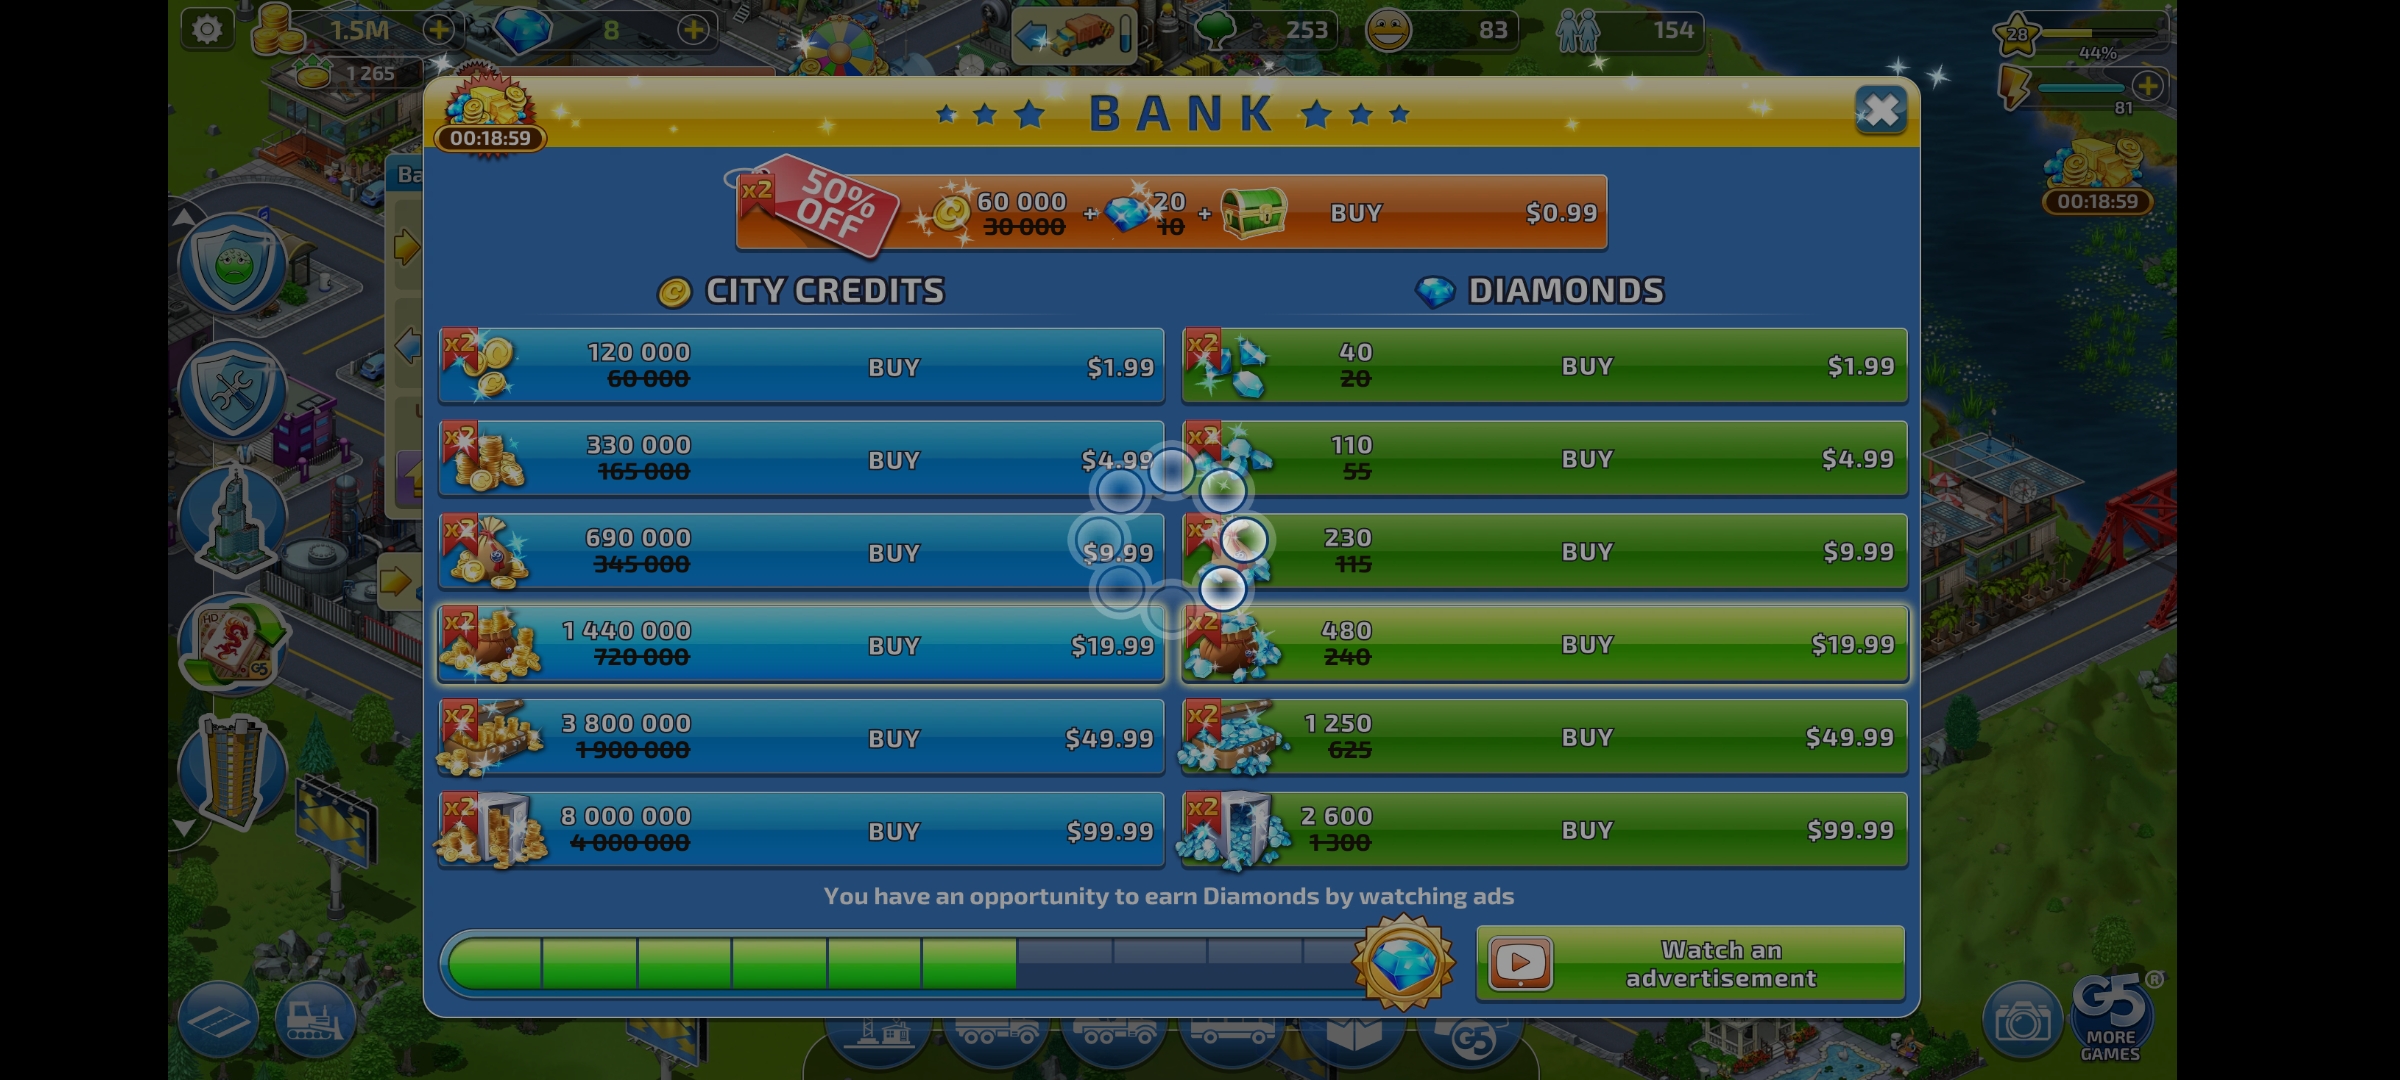 1.5M
8
253
83
154
28
44%
1 265
81
00:18:59
BANK
00:18:59
x2
50%
OFF
60 000
30 000
+
20
10
+
BUY
$0.99
CITY CREDITS
DIAMONDS
x2
120 000
60 000
BUY
$1.99
x2
40
20
BUY
$1.99
x2
330 000
165 000
BUY
$4.99
x2
110
55
BUY
$4.99
x2
690 000
345 000
BUY
$9.99
x2
230
115
BUY
$9.99
x2
1 440 000
720 000
BUY
$19.99
x2
480
240
BUY
$19.99
x2
3 800 000
1 900 000
BUY
$49.99
x2
1 250
625
BUY
$49.99
x2
8 000 000
4 000 000
BUY
$99.99
x2
2 600
1 300
BUY
$99.99
You have an opportunity to earn Diamonds by watching ads
Watch an
advertisement
Ba
HD
G5
G5
G5
®
MORE
GAMES